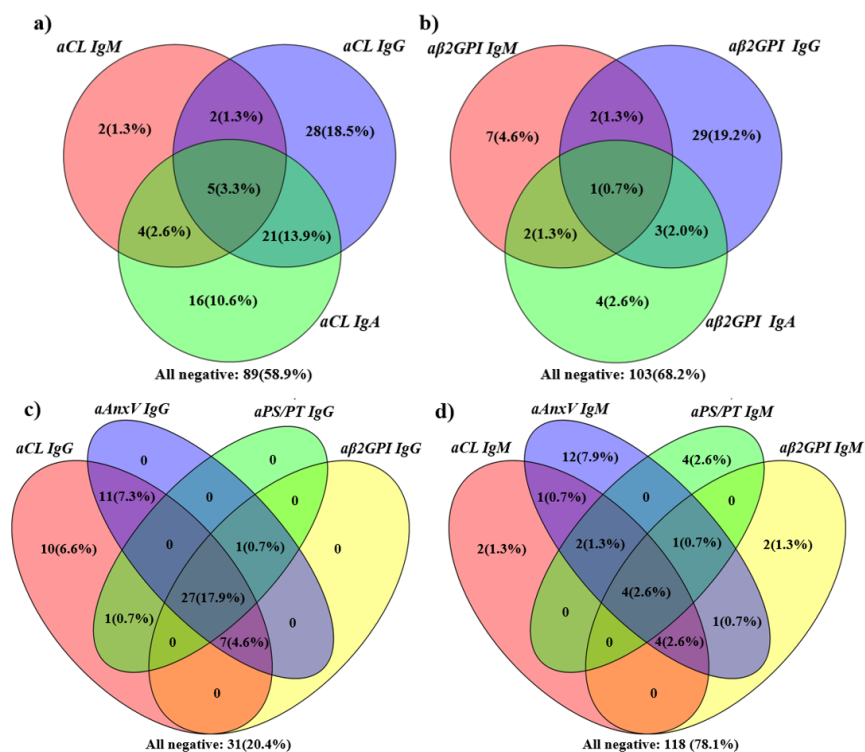 a)
aCL IgM
aCL IgG
2(1.3%)
2(1.3%)
28(18.5%)
5(3.3%)
4(2.6%)
21(13.9%)
16(10.6%)
aCL IgA
All negative: 89(58.9%)
b)
aβ2GPI IgM
aβ2GPI IgG
7(4.6%)
2(1.3%)
29(19.2%)
1(0.7%)
2(1.3%)
3(2.0%)
4(2.6%)
aβ2GPI IgA
All negative: 103(68.2%)
c)
aAnxV IgG
aPS/PT IgG
aCL IgG
aβ2GPI IgG
0
0
11(7.3%)
0
0
10(6.6%)
0
1(0.7%)
0
27(17.9%)
1(0.7%)
0
0
7(4.6%)
0
All negative: 31(20.4%)
d)
aAnxV IgM
aPS/PT IgM
aCL IgM
aβ2GPI IgM
12(7.9%)
4(2.6%)
1(0.7%)
0
0
2(1.3%)
2(1.3%)
1(0.7%)
2(1.3%)
4(2.6%)
0
1(0.7%)
0
4(2.6%)
0
All negative: 118 (78.1%)